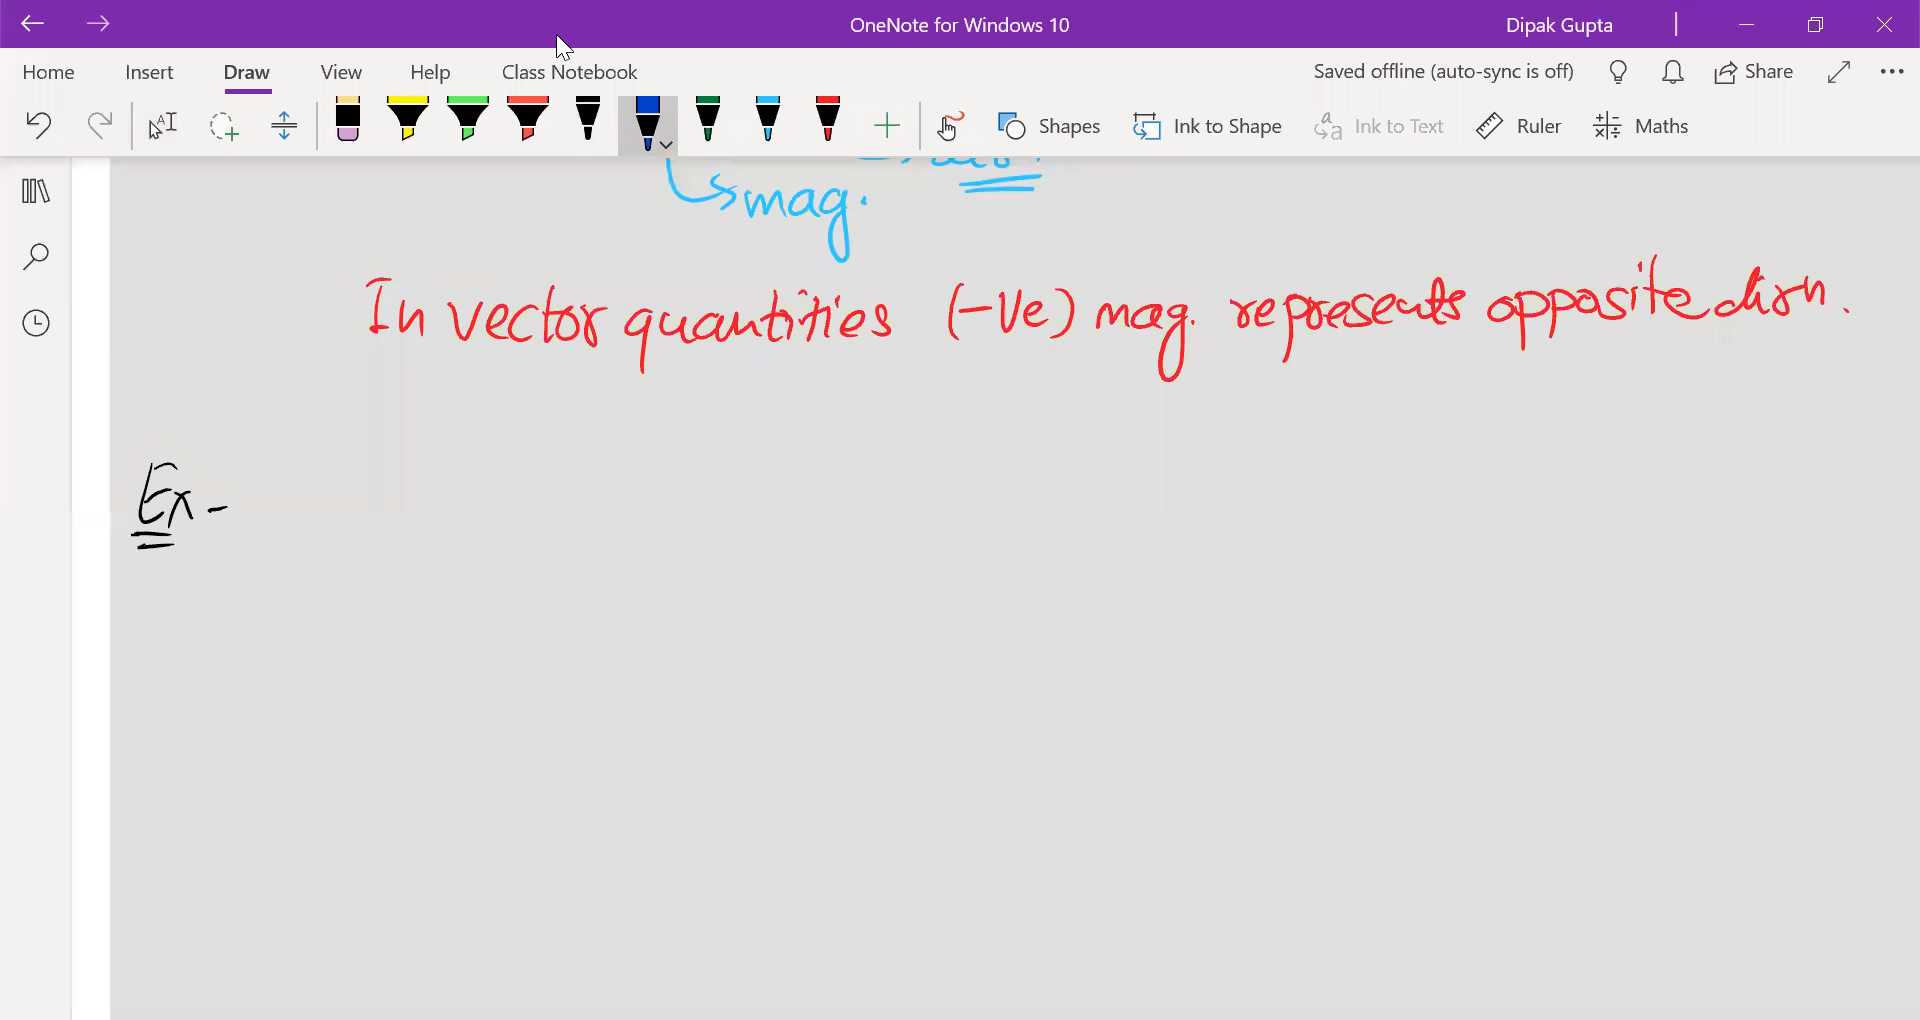 OneNote for Windows 10
Dipak Gupta
Home Insert Draw View Help Class Notebook
Saved offline (auto-sync is off) Share
Shapes Ink to Shape Ink to Text Ruler Maths
mag.
In vector quantities (-ve) mag. represents opposite dirn.
Ex -